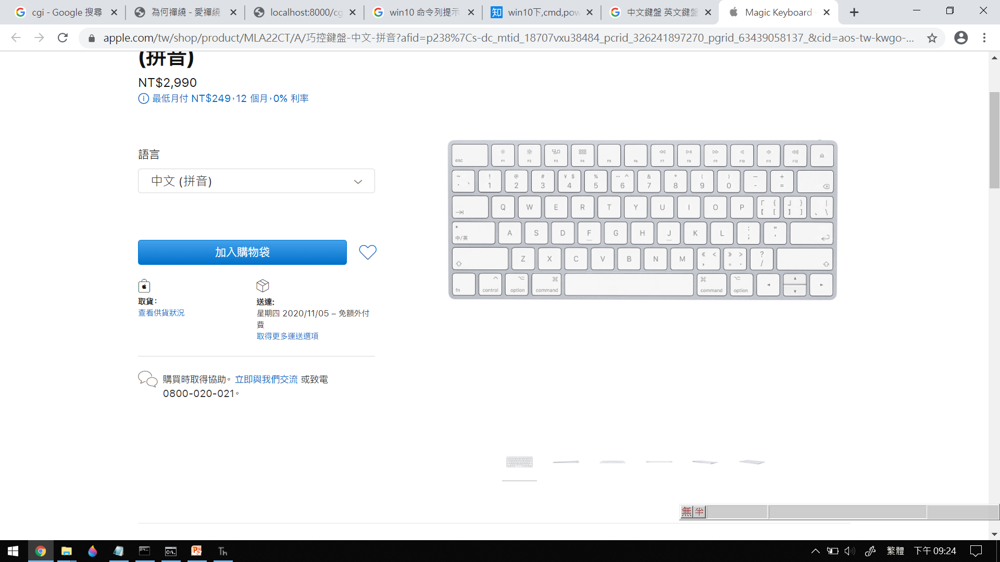 cgi - Google 搜尋
為何禪繞 - 愛禪繞
localhost:8000/cg
win10 命令列提示
win10下,cmd,pow
中文鍵盤 英文鍵盤
Magic Keyboard -
apple.com/tw/shop/product/MLA22CT/A/巧控鍵盤-中文-拼音?afid=p238%7Cs-dc_mtid_18707vxu38484_pcrid_326241897270_pgrid_63439058137_&cid=aos-tw-kwgo-...
(拼音)
NT$2,990
最低月付 NT$249,12 個月,0% 利率
語言
中文 (拼音)
加入購物袋
取貨:
查看供貨狀況
送達:
星期四 2020/11/05 – 免額外付
費
取得更多運送選項
購買時取得協助。立即與我們交流 或致電
0800-020-021。
esc F1 F2 F3 F4 F5 F6 F7 F8 F9 F10 F11 F12
~ ! @ # ¥ $ % … ^ & * ( ) — +
· ` 1 2 3 4 5 6 7 8 9 0 - =
Q W E R T Y U I O P 「 { 」 } |
【 [ 】 ] 、 \
中/英 A S D F G H J K L : ; " '
Z X C V B N M 《 < , 》 > 。 . ? /
fn control option command command option
無 半
繁體
下午 09:24